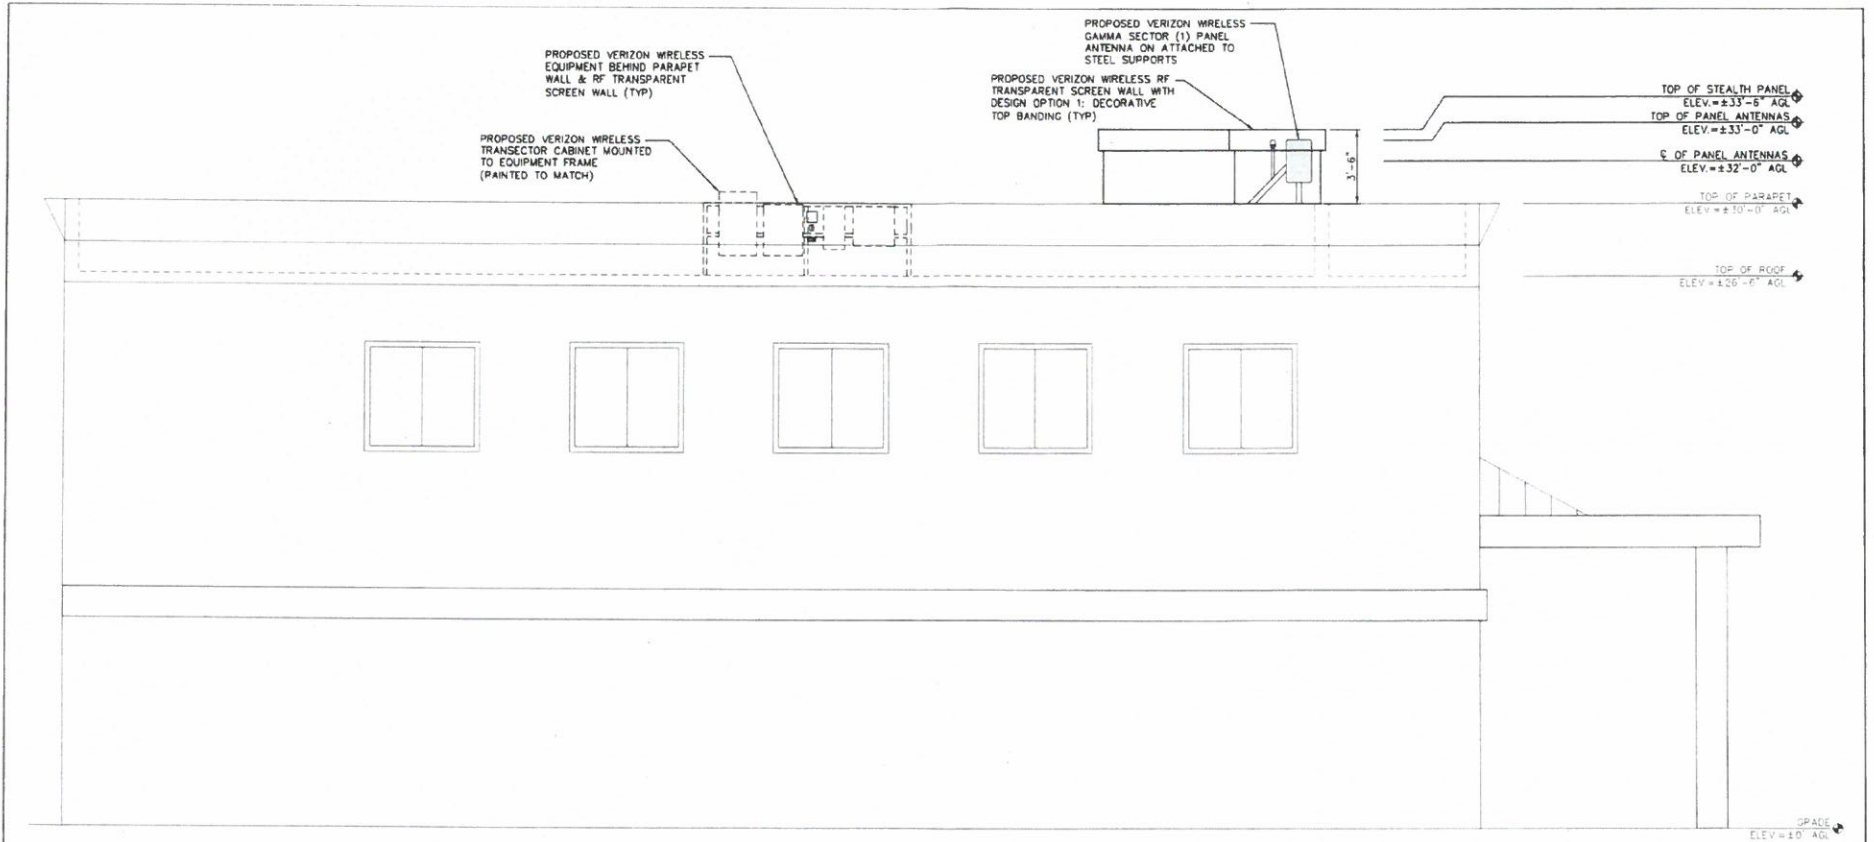 PROPOSED VERIZON WIRELESS
GAMMA SECTOR (1) PANEL
ANTENNA ON ATTACHED TO
STEEL SUPPORTS
PROPOSED VERIZON WIRELESS
EQUIPMENT BEHIND PARAPET
WALL & RF TRANSPARENT
SCREEN WALL (TYP)
PROPOSED VERIZON WIRELESS RF
TRANSPARENT SCREEN WALL WITH
DESIGN OPTION 1: DECORATIVE
TOP BANDING (TYP)
PROPOSED VERIZON WIRELESS
TRANSECTOR CABINET MOUNTED
TO EQUIPMENT FRAME
(PAINTED TO MATCH)
3'-6"
TOP OF STEALTH PANEL
ELEV.=±33'-6" AGL
TOP OF PANEL ANTENNAS
ELEV.=±33'-0" AGL
℄ OF PANEL ANTENNAS
ELEV.=±32'-0" AGL
TOP OF PARAPET
ELEV=±30'-0" AGL
TOP OF ROOF
ELEV=±26'-6" AGL
GRADE
ELEV=±0' AGL